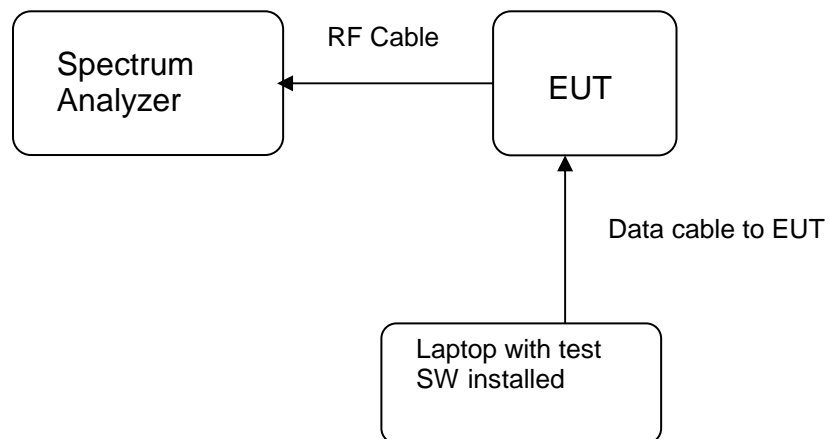 RF Cable
Spectrum
Analyzer
EUT
Data cable to EUT
Laptop with test
SW installed